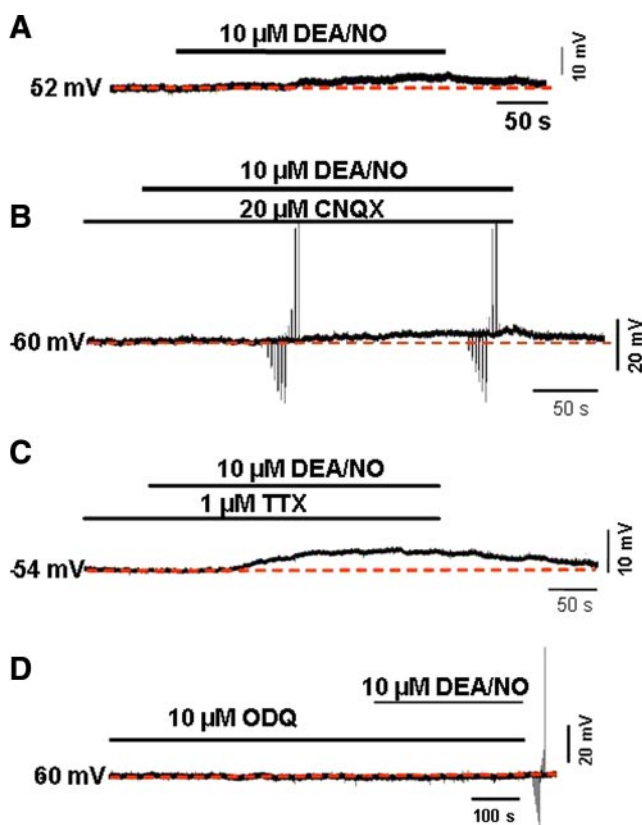 A
10 µM DEA/NO
10 mV
52 mV
50 s
10 µM DEA/NO
B
20 µM CNQX
-60 mV
20 mV
50 s
C
10 µM DEA/NO
1 µM TTX
-54 mV
10 mV
50 s
D
10 µM DEA/NO
10 µM ODQ
20 mV
60 mV
100 s